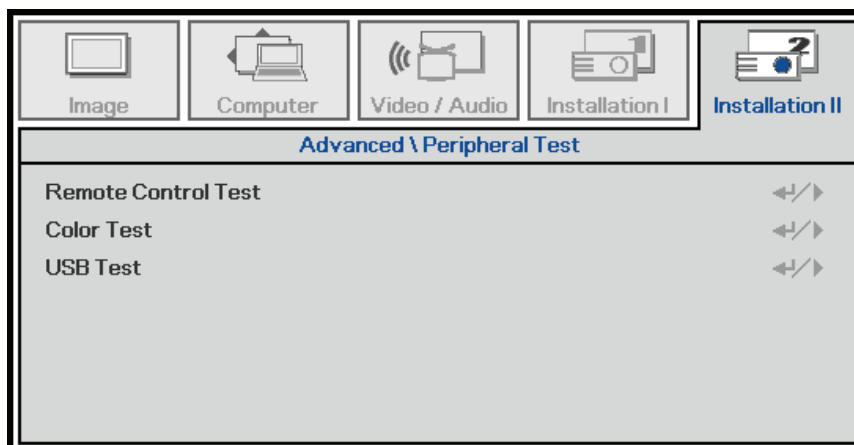 Image
Computer
Video / Audio
Installation I
Installation II
Advanced \ Peripheral Test
Remote Control Test
Color Test
USB Test